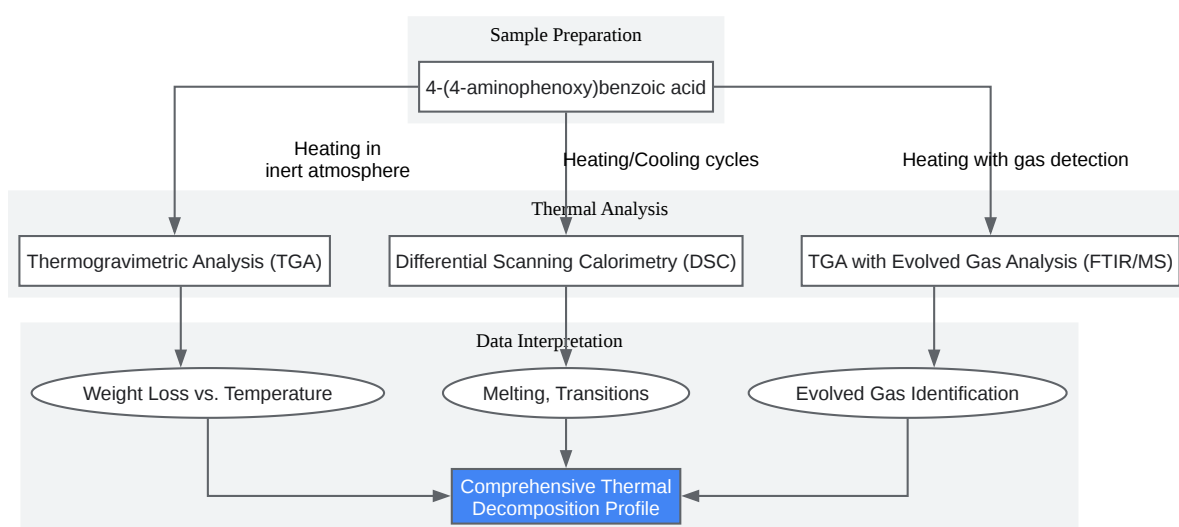 Sample Preparation
4-(4-aminophenoxy)benzoic acid
Heating in
inert atmosphere
Heating/Cooling cycles
Heating with gas detection
Thermal Analysis
Thermogravimetric Analysis (TGA)
Differential Scanning Calorimetry (DSC)
TGA with Evolved Gas Analysis (FTIR/MS)
Data Interpretation
Weight Loss vs. Temperature
Melting, Transitions
Evolved Gas Identification
Comprehensive Thermal
Decomposition Profile